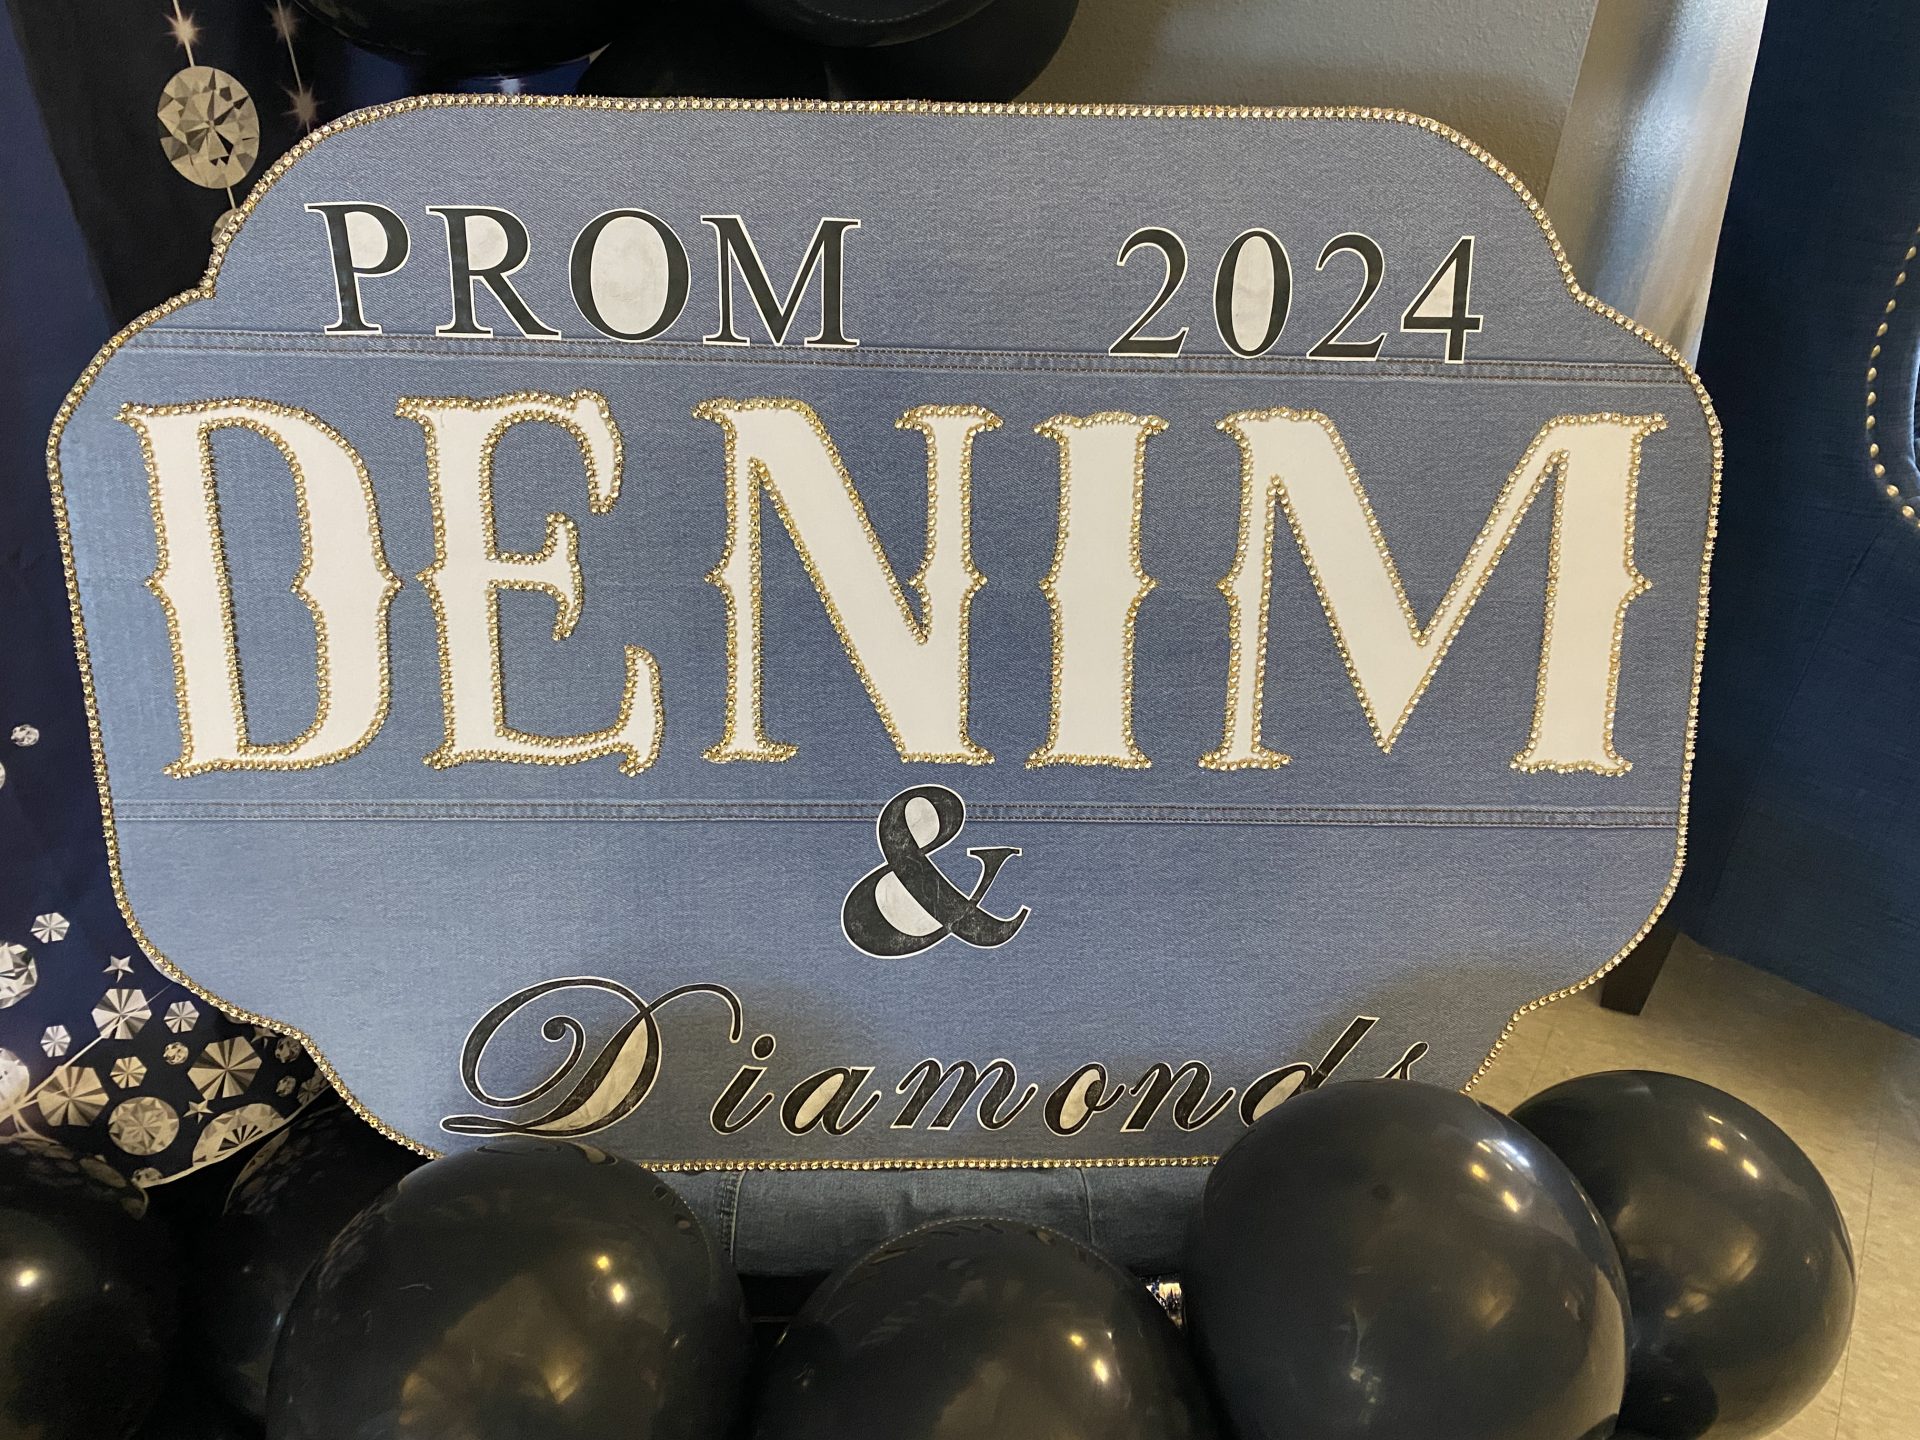 PROM 2024
DENIM
&
Diamonds